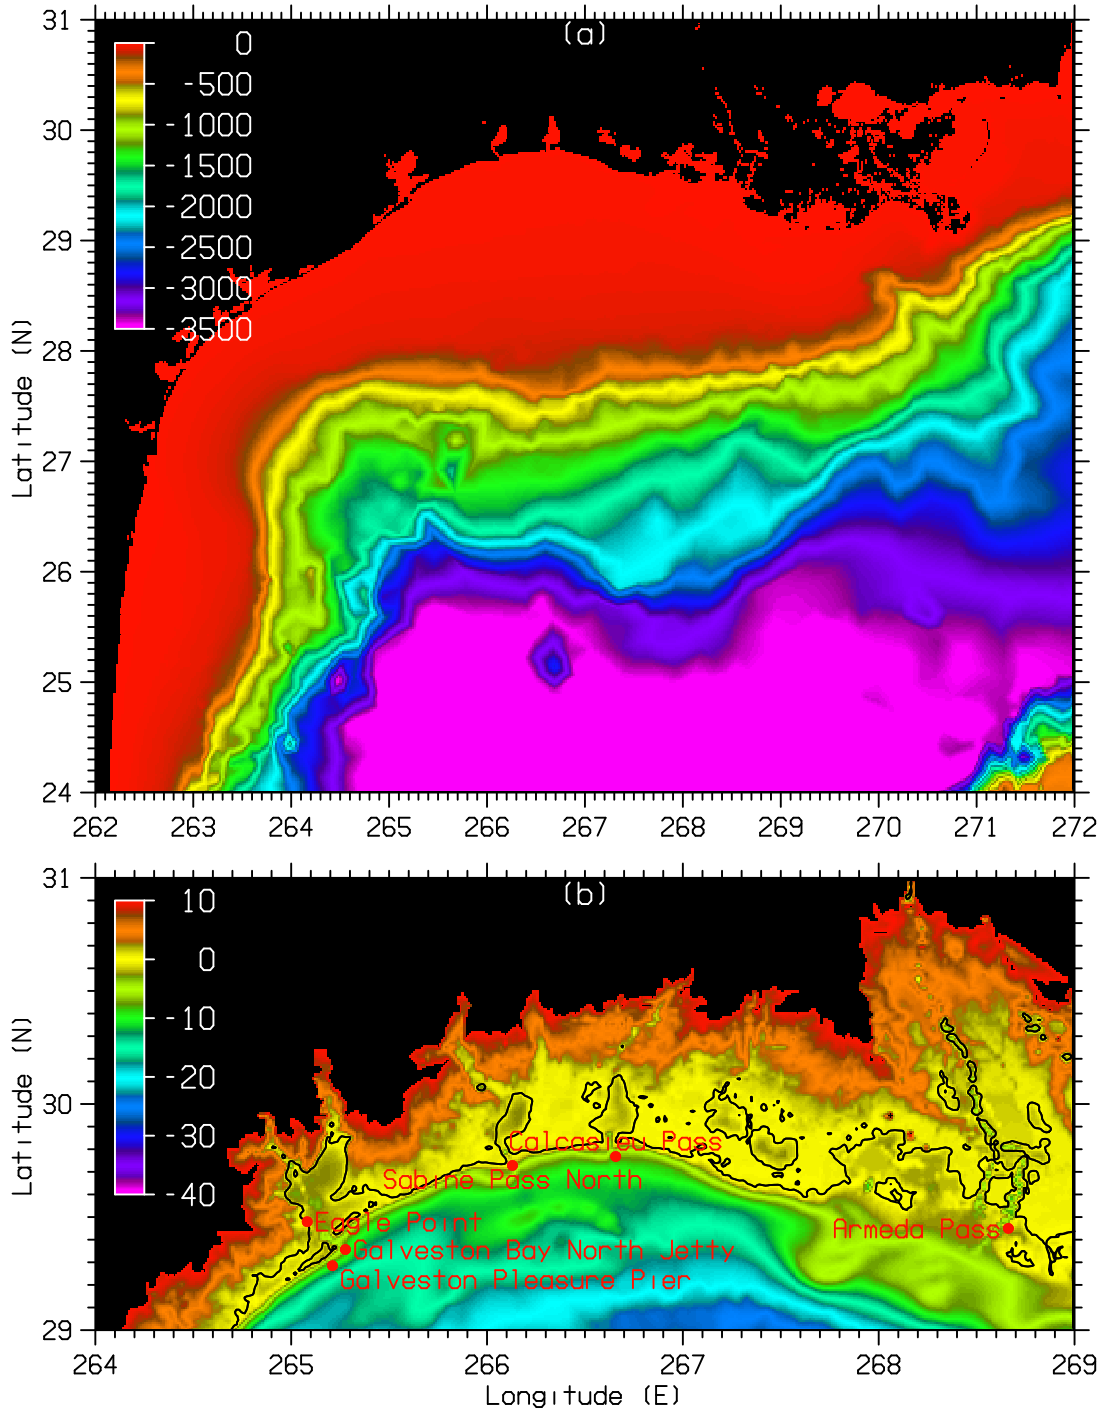 31
(a)
0
-500
-1000
30
-1500
-2000
29
-2500
-3000
-3500
28
Latitude (N)
27
26
25
24
262 263 264 265 266 267 268 269 270 271 272
31
(b)
10
0
-10
-20
30
-30
Calcasieu Pass
Sabine Pass North
-40
Latitude (N)
Eggle Point
Armeda Pass
Galveston Bay North Jetty
Galveston Pleasure Pier
29
264 265 266 267 268 269
Longitude (E)